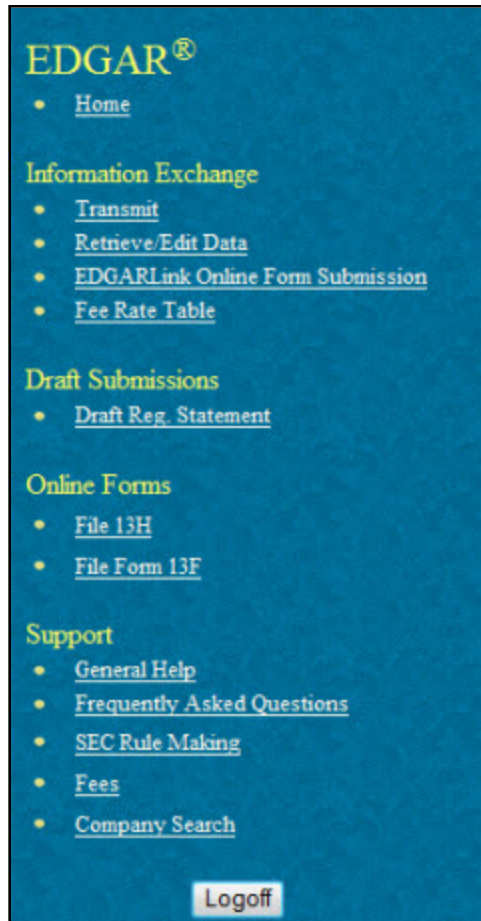 EDGAR®
• Home
Information Exchange
• Transmit
• Retrieve/Edit Data
• EDGARLink Online Form Submission
• Fee Rate Table
Draft Submissions
• Draft Reg. Statement
Online Forms
• File 13H
• File Form 13F
Support
• General Help
• Frequently Asked Questions
• SEC Rule Making
• Fees
• Company Search
Logoff